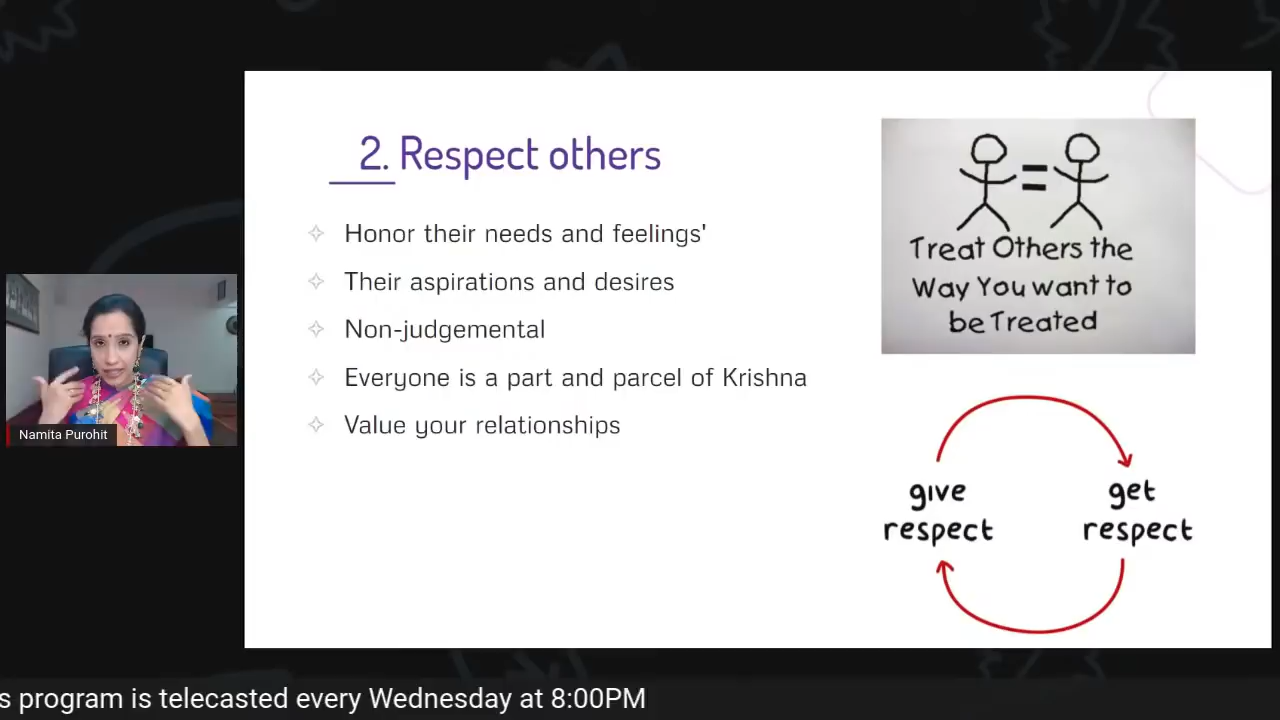 2. Respect others
Honor their needs and feelings'
Their aspirations and desires
Non-judgemental
Everyone is a part and parcel of Krishna
Value your relationships
Treat Others the
Way You want to
be Treated
give
respect
get
respect
Namita Purohit
s program is telecasted every Wednesday at 8:00PM